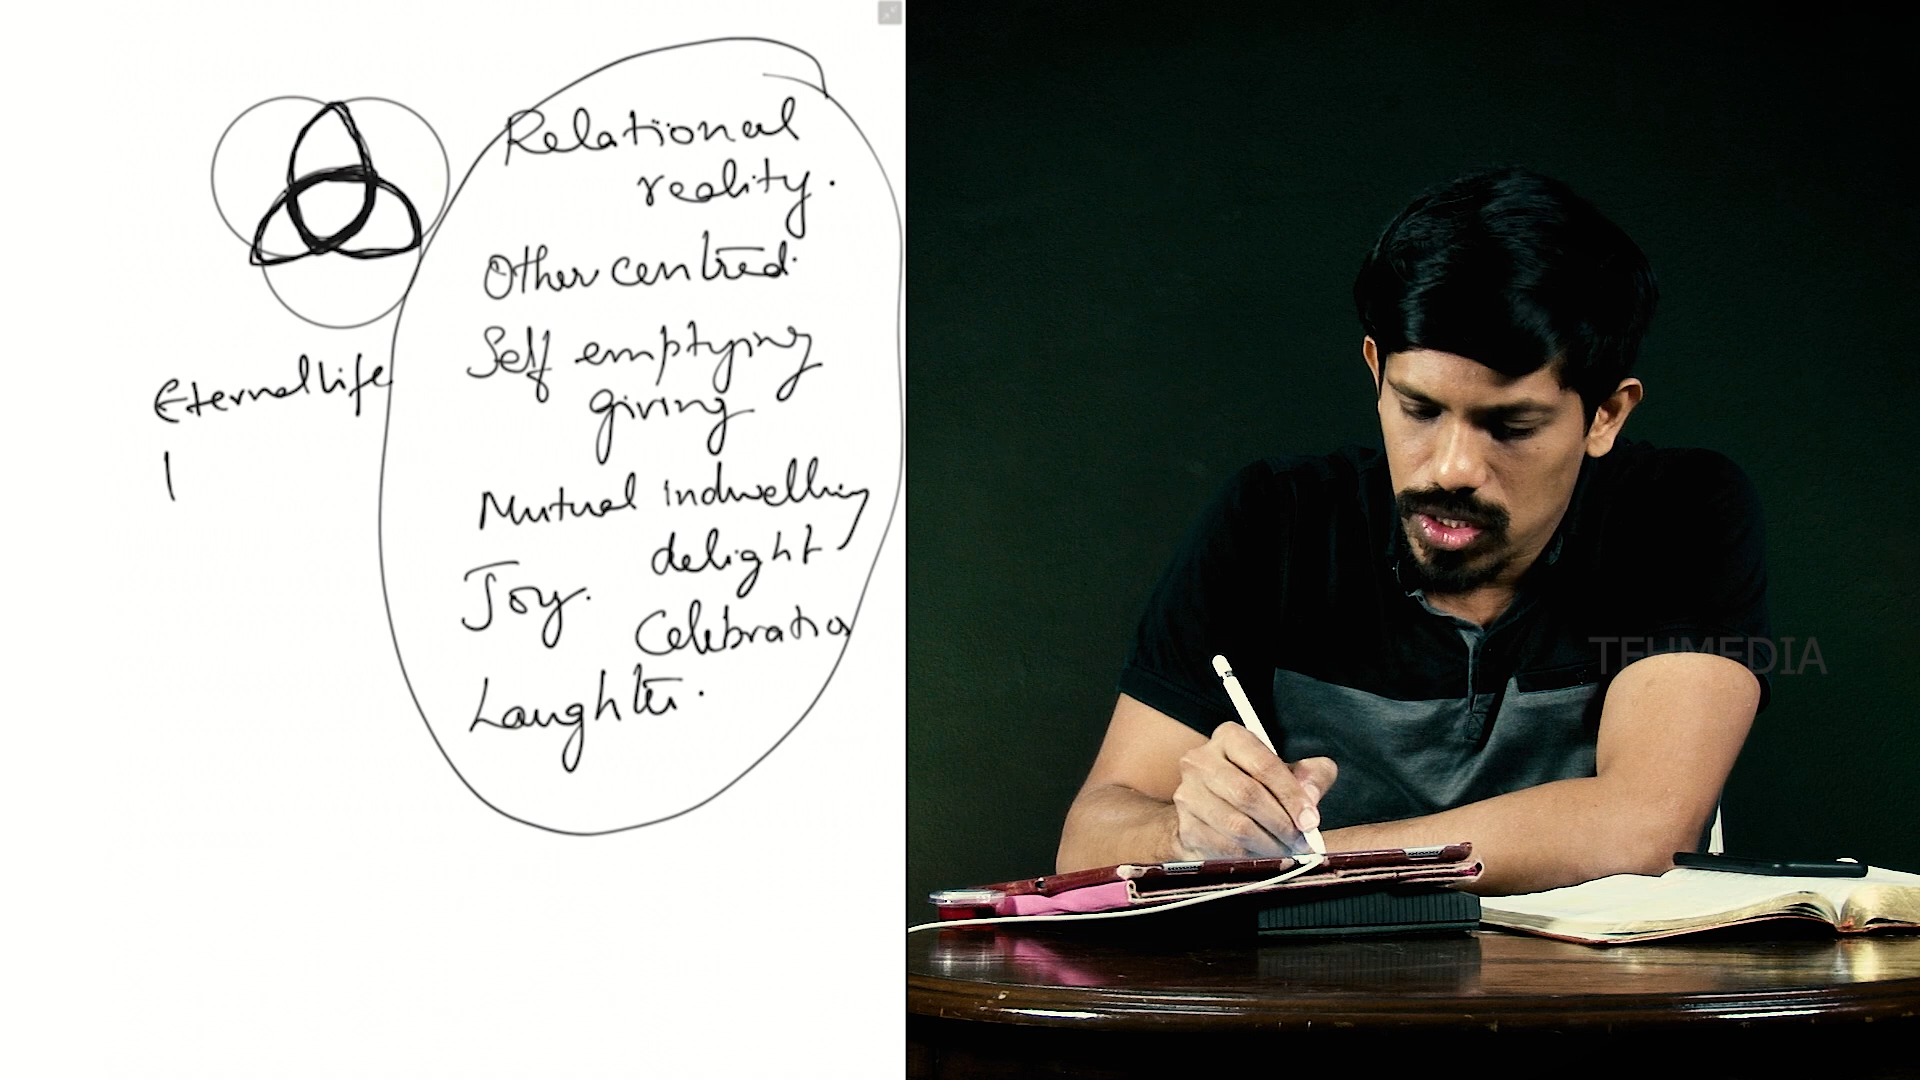 Relational
reality.
Other centred.
Self emptying
giving
Eternal life
Mutual indwelling
delight
Joy.
Celebration
Laughter.
TEHMEDIA